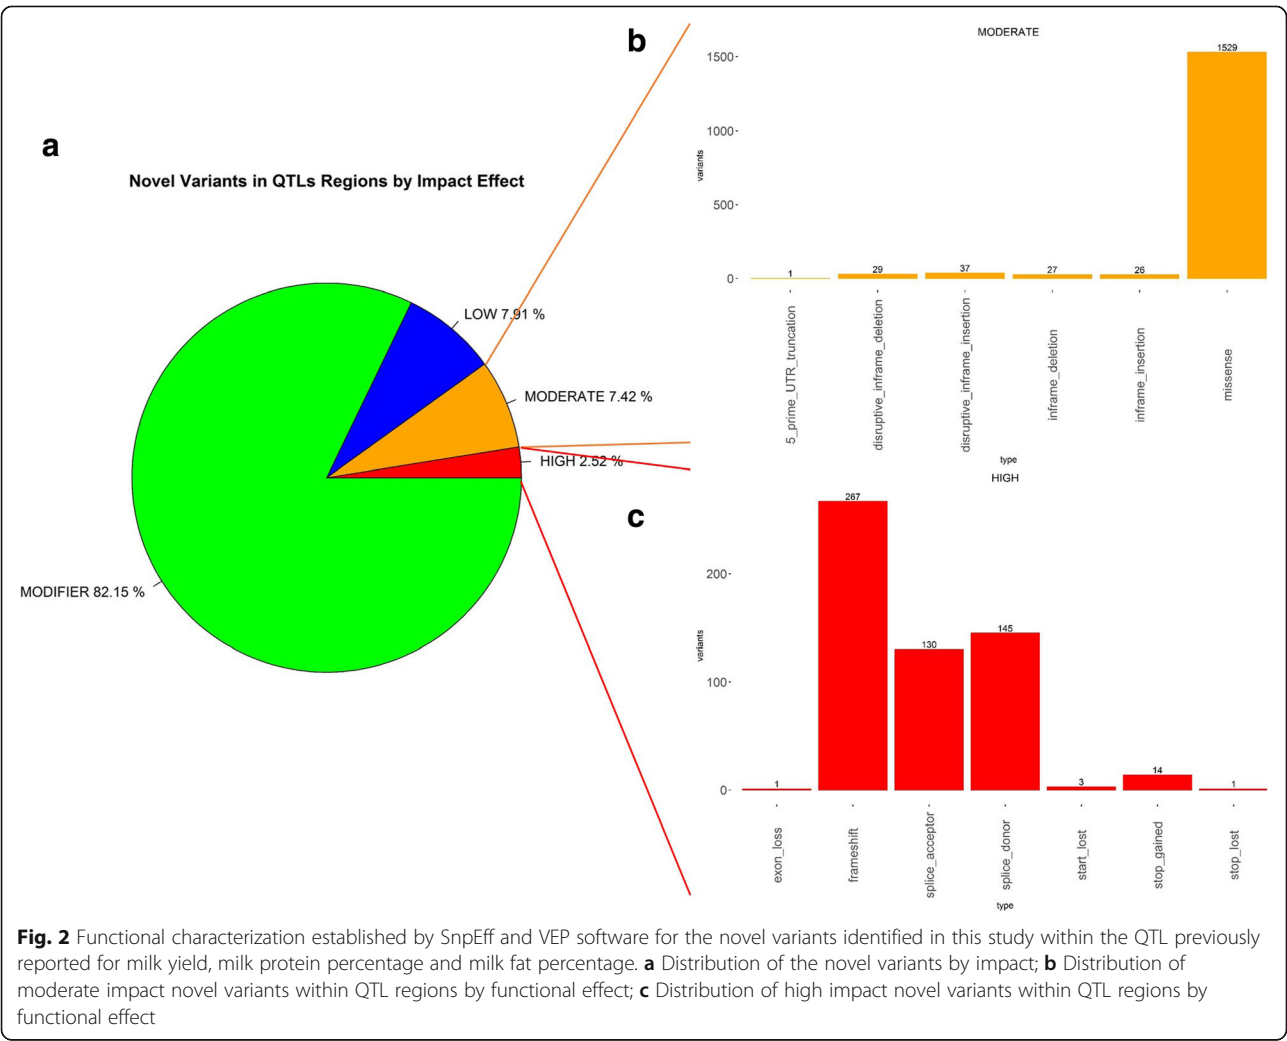 a
Novel Variants in QTLs Regions by Impact Effect
LOW 7.91 %
MODERATE 7.42 %
HIGH 2.52 %
MODIFIER 82.15 %
b
MODERATE
variants
1500-
1000-
500-
0-
1
29
37
27
26
1529
5_prime_UTR_truncation
disruptive_inframe_deletion
disruptive_inframe_insertion
inframe_deletion
inframe_insertion
missense
type
c
HIGH
variants
200-
100-
0-
1
267
130
145
3
14
1
exon_loss
frameshift
splice_acceptor
splice_donor
start_lost
stop_gained
stop_lost
type
Fig. 2 Functional characterization established by SnpEff and VEP software for the novel variants identified in this study within the QTL previously
reported for milk yield, milk protein percentage and milk fat percentage. a Distribution of the novel variants by impact; b Distribution of
moderate impact novel variants within QTL regions by functional effect; c Distribution of high impact novel variants within QTL regions by
functional effect